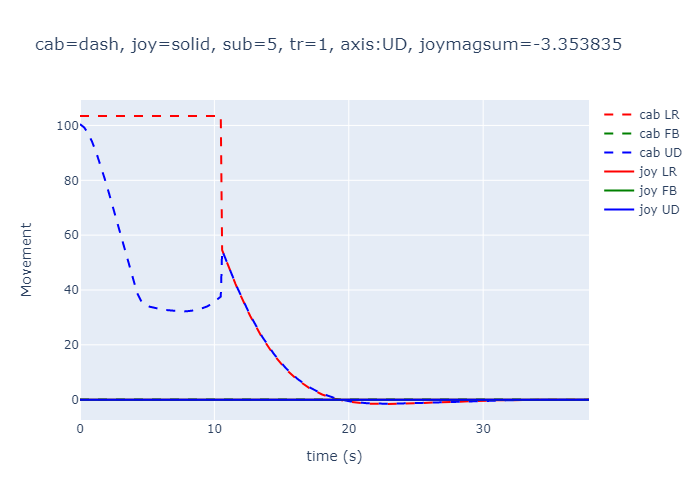 cab=dash, joy=solid, sub=5, tr=1, axis:UD, joymagsum=-3.353835
cab LR
cab FB
cab UD
joy LR
joy FB
joy UD
Movement
100
80
60
40
20
0
0
10
20
30
time (s)